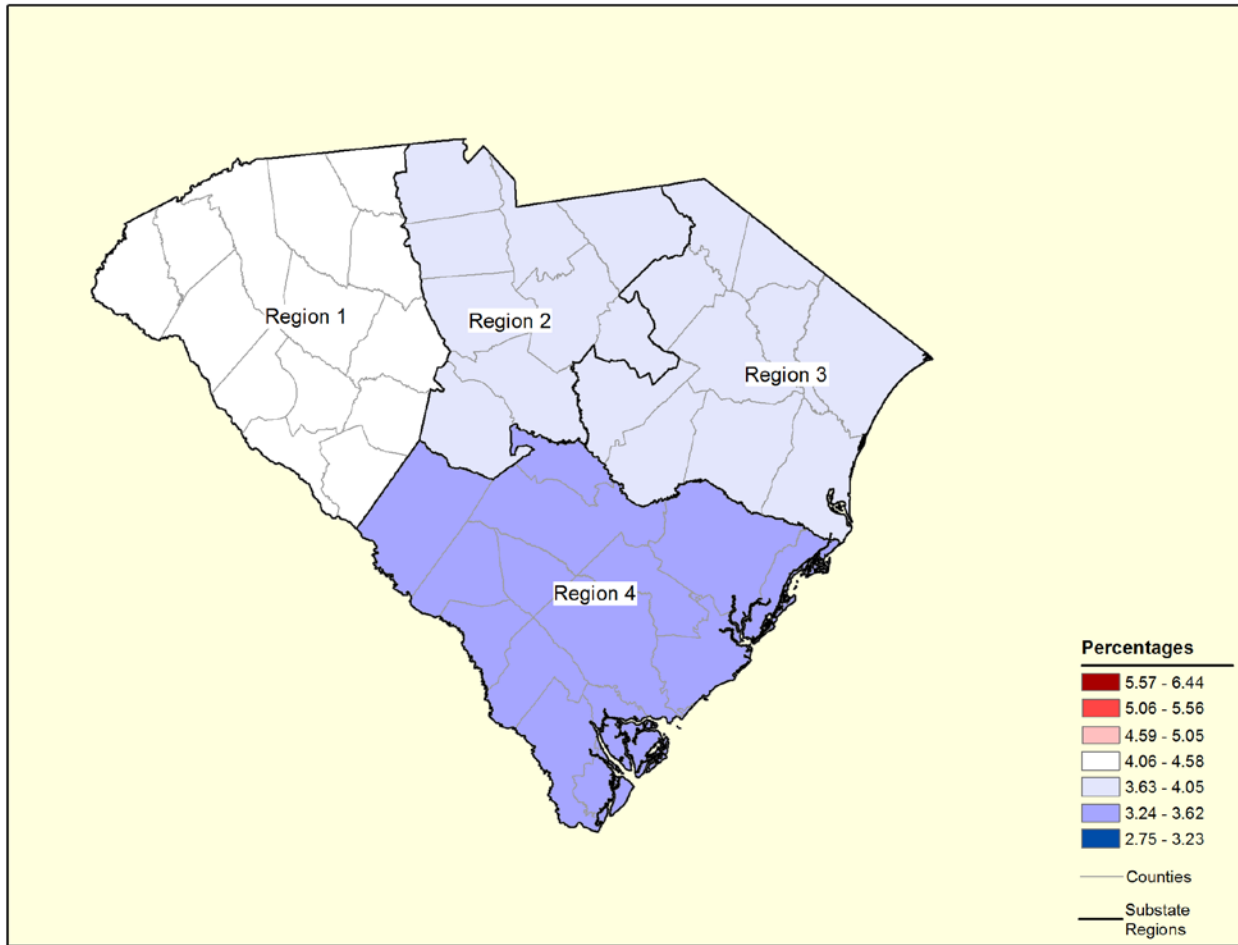 Region 1
Region 2
Region 3
Region 4
Percentages
5.57 - 6.44
5.06 - 5.56
4.59 - 5.05
4.06 - 4.58
3.63 - 4.05
3.24 - 3.62
2.75 - 3.23
Counties
Substate
Regions